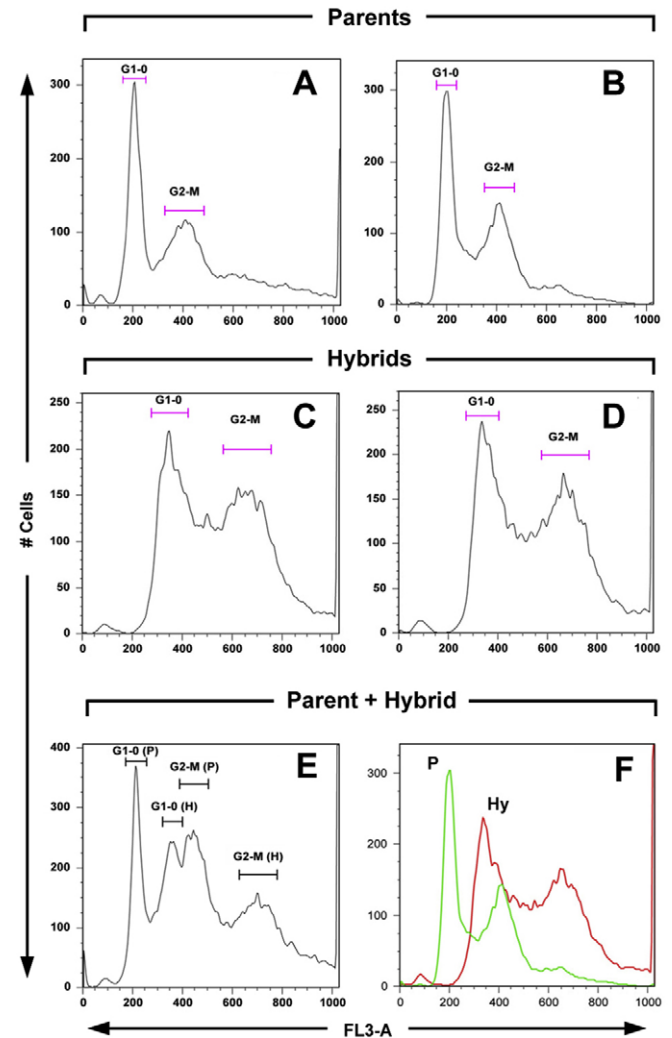 Parents
G1-0
A
G2-M
300
200
100
0
0 200 400 600 800 1000
G1-0
B
G2-M
300
200
100
0
0 200 400 600 800 1000
Hybrids
G1-0
C
G2-M
250
200
150
100
50
0
0 200 400 600 800 1000
G1-0
D
G2-M
250
200
150
100
50
0
0 200 400 600 800 1000
# Cells
Parent + Hybrid
G1-0 (P)
E
G2-M (P)
G1-0 (H)
G2-M (H)
400
300
200
100
0
0 200 400 600 800 1000
P
F
Hy
300
200
100
0
0 200 400 600 800 1000
FL3-A